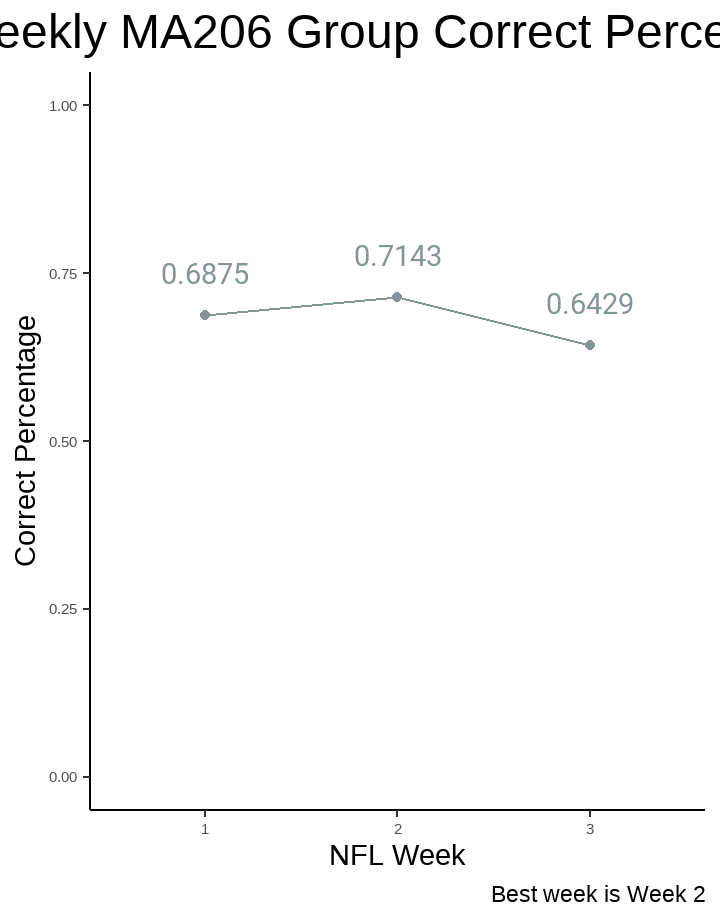 eekly MA206 Group Correct Perce
1.00
0.75
0.50
0.25
0.00
Correct Percentage
0.6875
0.7143
0.6429
1 2 3
NFL Week
Best week is Week 2